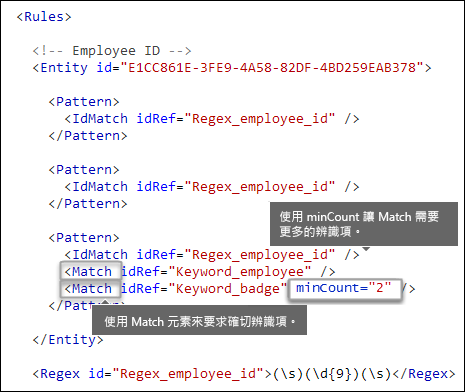 <Rules>
<!-- Employee ID -->
<Entity id="E1CC861E-3FE9-4A58-82DF-4BD259EAB378">
<Pattern>
<IdMatch idRef="Regex_employee_id" />
</Pattern>
<Pattern>
<IdMatch idRef="Regex_employee_id" />
</Pattern>
使用 minCount 讓 Match 需要
更多的辨識項。
<Pattern>
<IdMatch idRef="Regex_employee_id" />
<Match idRef="Keyword_employee" />
<Match idRef="Keyword_badge" minCount="2" />
</Pattern>
使用 Match 元素來要求確切辨識項。
</Entity>
<Regex id="Regex_employee_id">(\s)(\d{9})(\s)</Regex>